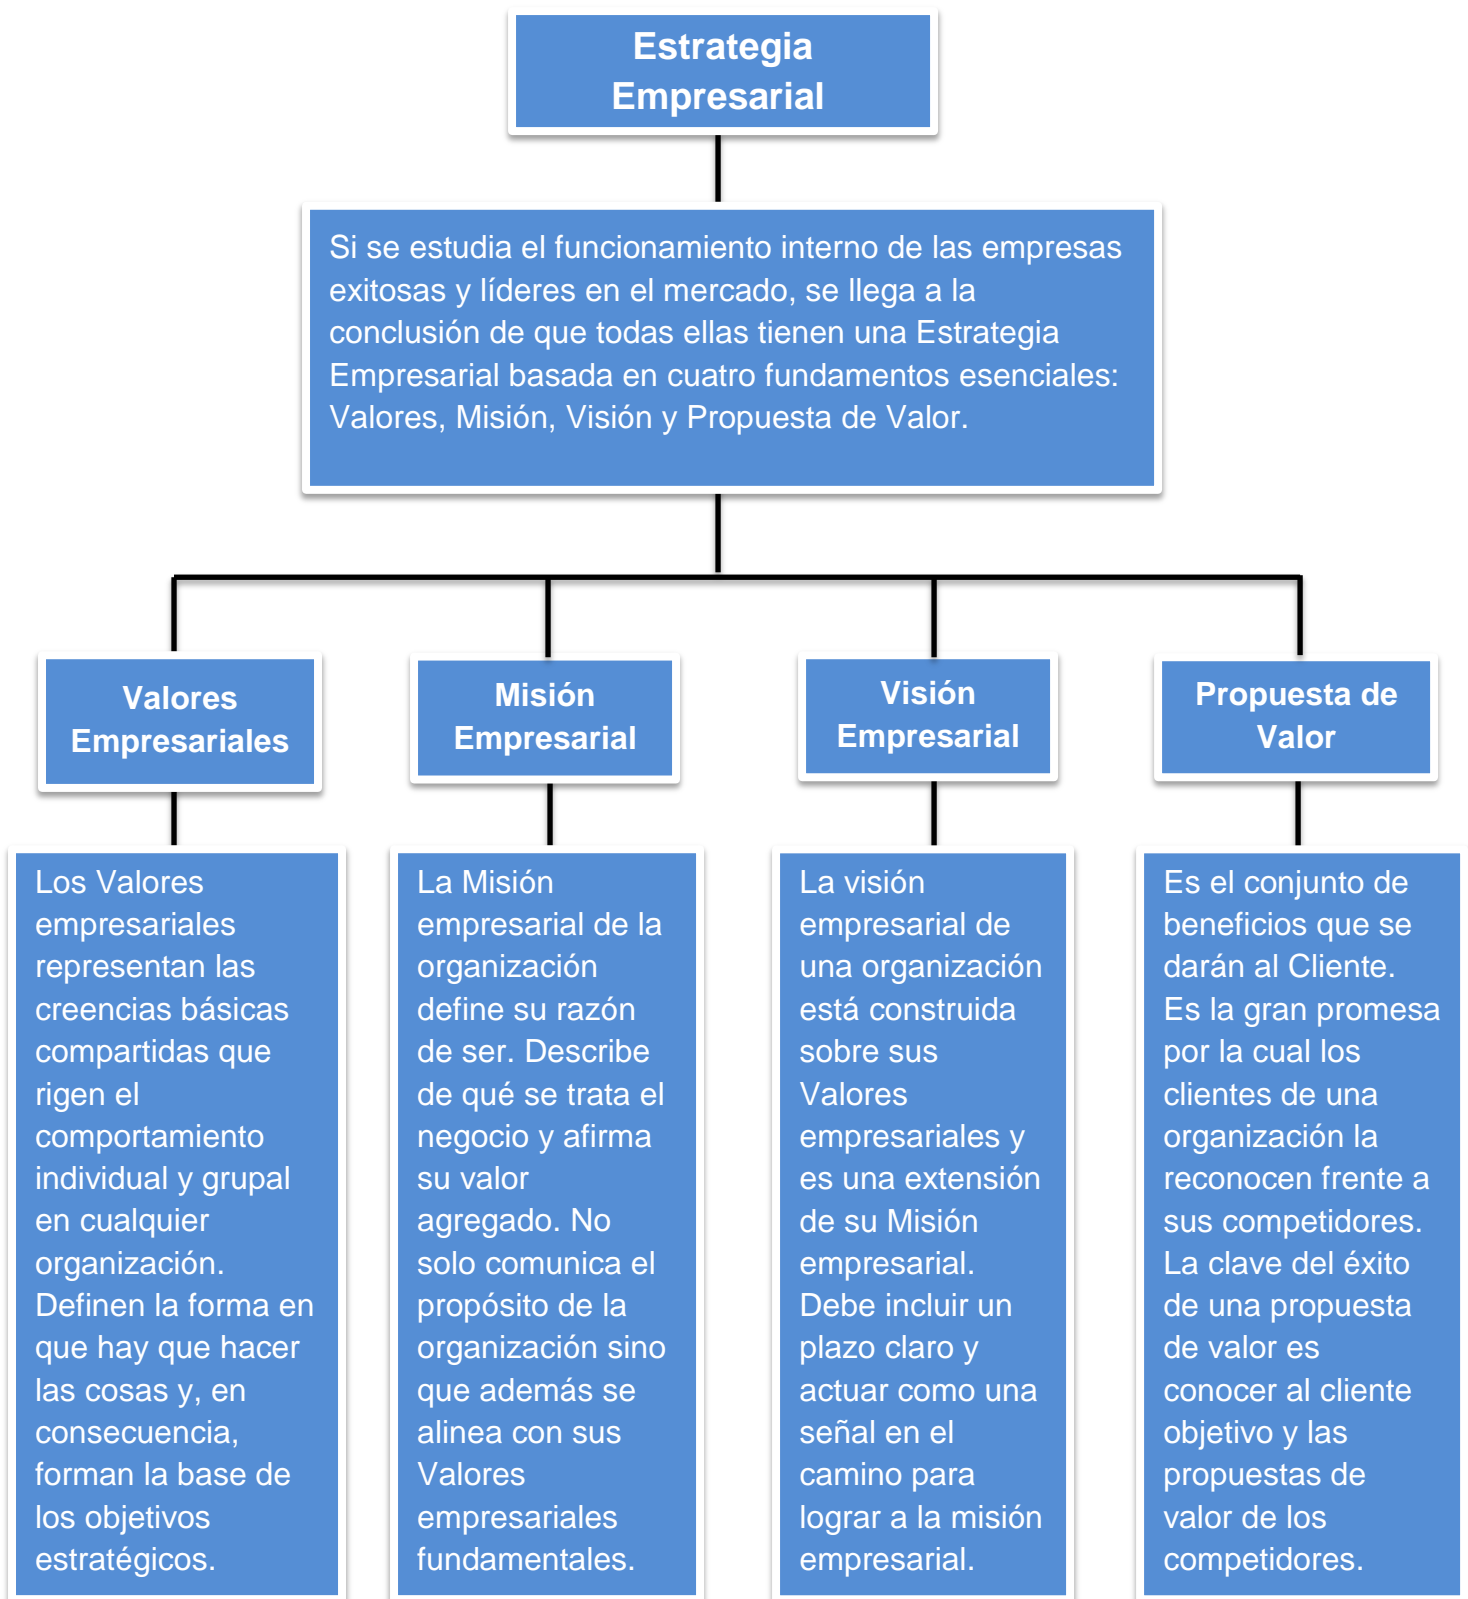 Estrategia
Empresarial
Si se estudia el funcionamiento interno de las empresas
exitosas y líderes en el mercado, se llega a la
conclusión de que todas ellas tienen una Estrategia
Empresarial basada en cuatro fundamentos esenciales:
Valores, Misión, Visión y Propuesta de Valor.
Valores
Empresariales
Misión
Empresarial
Visión
Empresarial
Propuesta de
Valor
Los Valores
empresariales
representan las
creencias básicas
compartidas que
rigen el
comportamiento
individual y grupal
en cualquier
organización.
Definen la forma en
que hay que hacer
las cosas y, en
consecuencia,
forman la base de
los objetivos
estratégicos.
La Misión
empresarial de la
organización
define su razón
de ser. Describe
de qué se trata el
negocio y afirma
su valor
agregado. No
solo comunica el
propósito de la
organización sino
que además se
alinea con sus
Valores
empresariales
fundamentales.
La visión
empresarial de
una organización
está construida
sobre sus
Valores
empresariales y
es una extensión
de su Misión
empresarial.
Debe incluir un
plazo claro y
actuar como una
señal en el
camino para
lograr a la misión
empresarial.
Es el conjunto de
beneficios que se
darán al Cliente.
Es la gran promesa
por la cual los
clientes de una
organización la
reconocen frente a
sus competidores.
La clave del éxito
de una propuesta
de valor es
conocer al cliente
objetivo y las
propuestas de
valor de los
competidores.